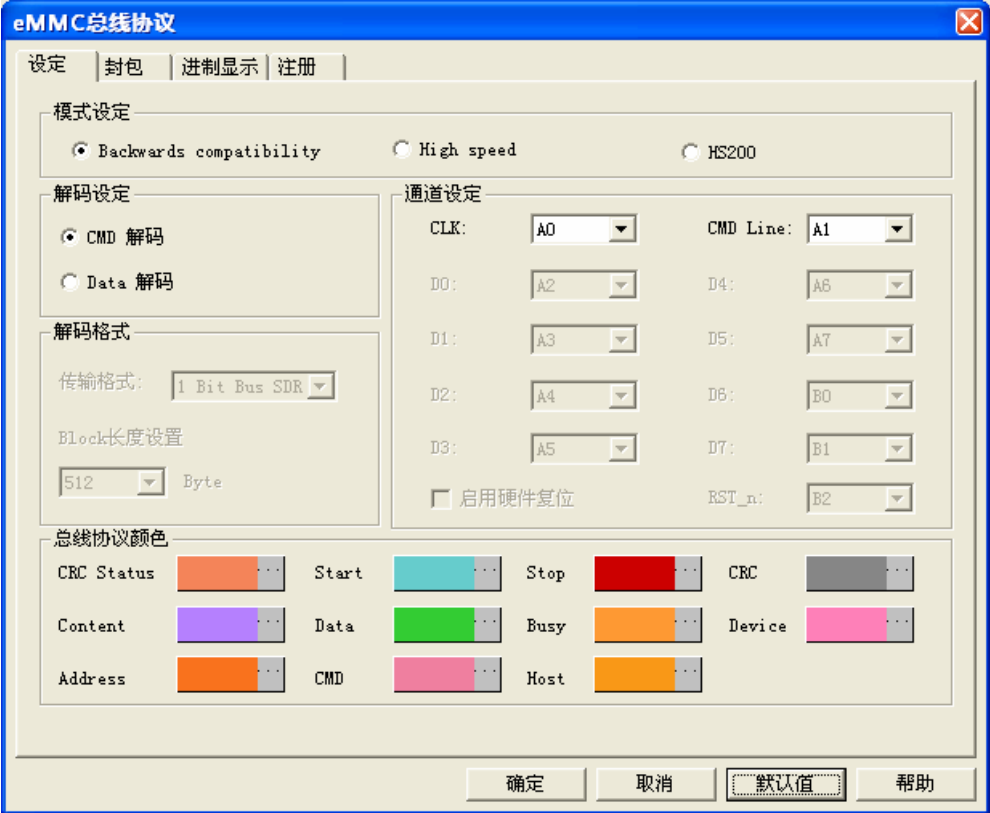 eMMC总线协议
设定 封包 进制显示 注册
模式设定
Backwards compatibility High speed HS200
解码设定
CMD 解码
Data 解码
通道设定
CLK: A0 CMD Line: A1
D0: A2 D4: A6
D1: A3 D5: A7
D2: A4 D6: B0
D3: A5 D7: B1
启用硬件复位 RST_n: B2
解码格式
传输格式: 1 Bit Bus SDR
Block长度设置
512 Byte
总线协议颜色
CRC Status ... Start ... Stop ... CRC ...
Content ... Data ... Busy ... Device ...
Address ... CMD ... Host ...
确定 取消 默认值 帮助